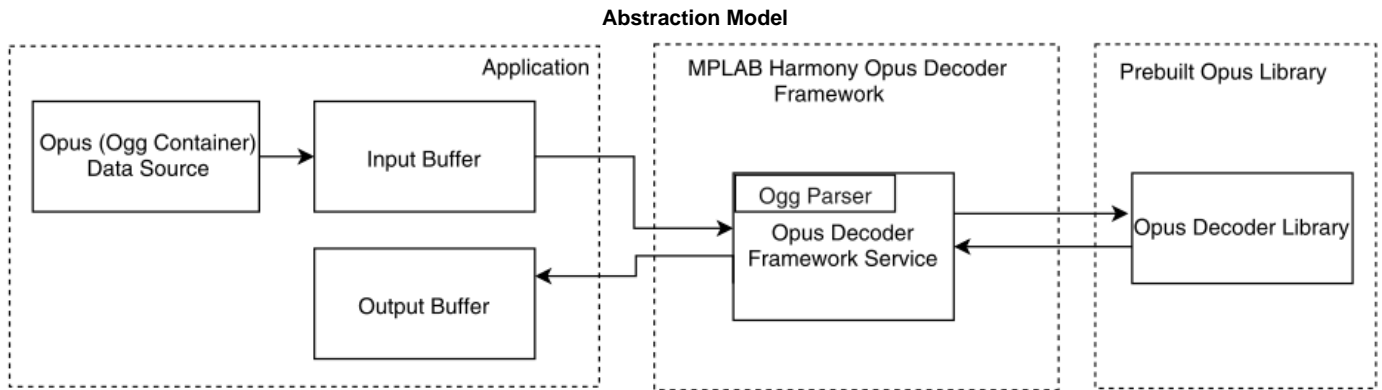 Abstraction Model
Application
Opus (Ogg Container)
Data Source
Input Buffer
Output Buffer
MPLAB Harmony Opus Decoder
Framework
Ogg Parser
Opus Decoder
Framework Service
Prebuilt Opus Library
Opus Decoder Library